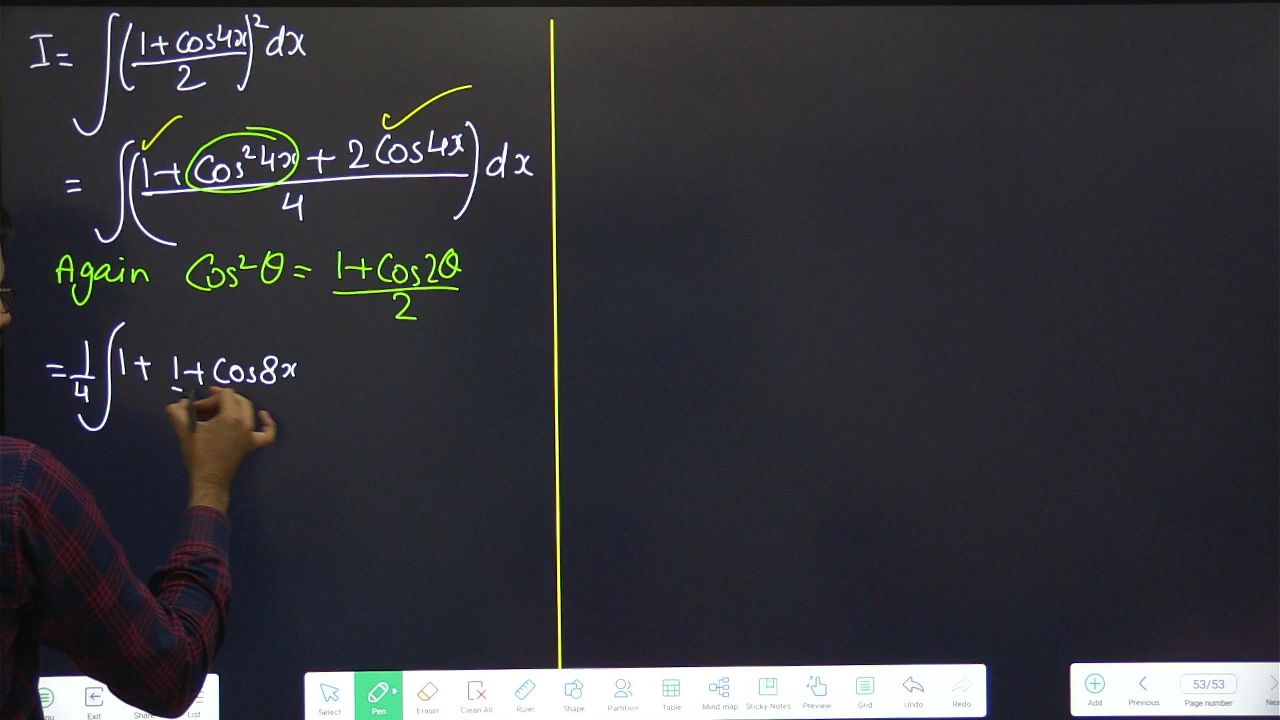 I = ∫ ((1+cos4x)/2)² dx
= ∫ ((1+Cos²4x + 2Cos4x)/4) dx
Again Cos²θ = (1+Cos2θ)/2
= 1/4 ∫ 1 + 1+Cos8x
Exit
Share
List
Select
Pen
Eraser
Clean All
Ruler
Shape
Partition
Table
Mind map
Sticky-Notes
Preview
Grid
Undo
Redo
Add
Previous
53/53
Page number